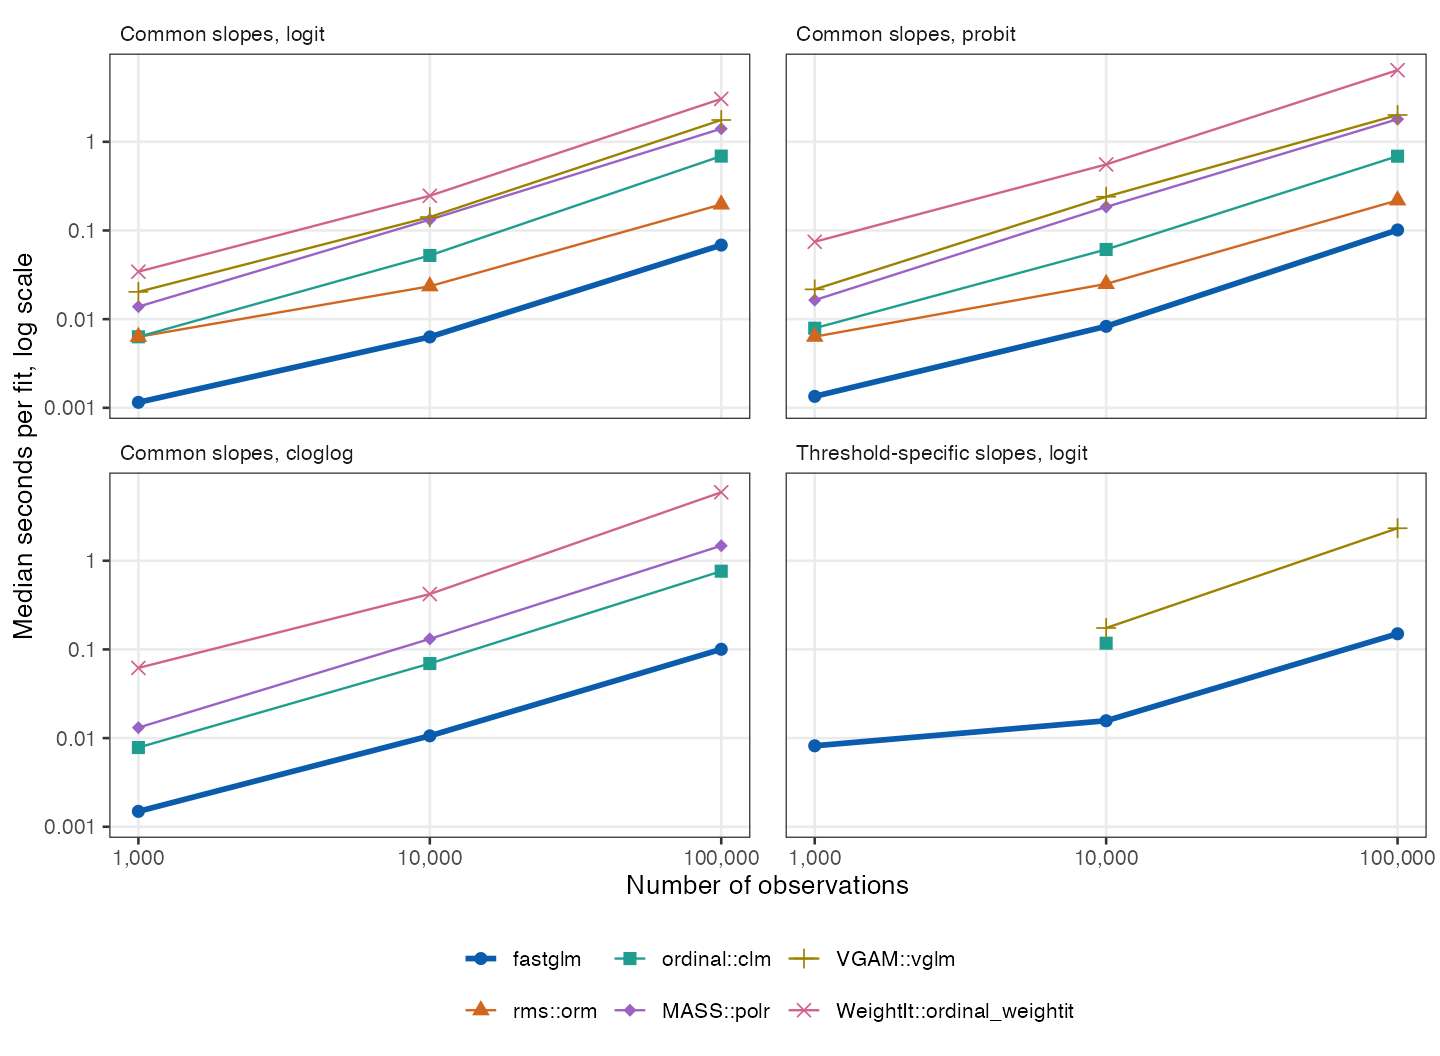 Common slopes, logit
Common slopes, probit
1
0.1
0.01
0.001
Median seconds per fit, log scale
Common slopes, cloglog
Threshold-specific slopes, logit
1
0.1
0.01
0.001
1,000 10,000 100,000
1,000 10,000 100,000
Number of observations
fastglm ordinal::clm VGAM::vglm
rms::orm MASS::polr WeightIt::ordinal_weightit